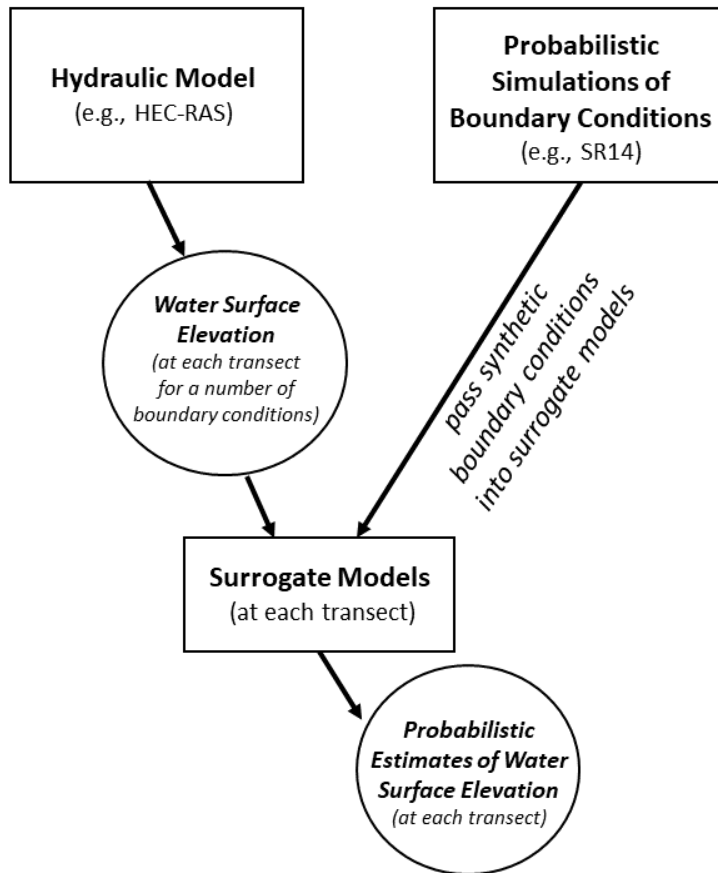 Hydraulic Model
(e.g., HEC-RAS)
Probabilistic
Simulations of
Boundary Conditions
(e.g., SR14)
Water Surface
Elevation
(at each transect
for a number of
boundary conditions)
pass synthetic
boundary conditions
into surrogate models
Surrogate Models
(at each transect)
Probabilistic
Estimates of Water
Surface Elevation
(at each transect)